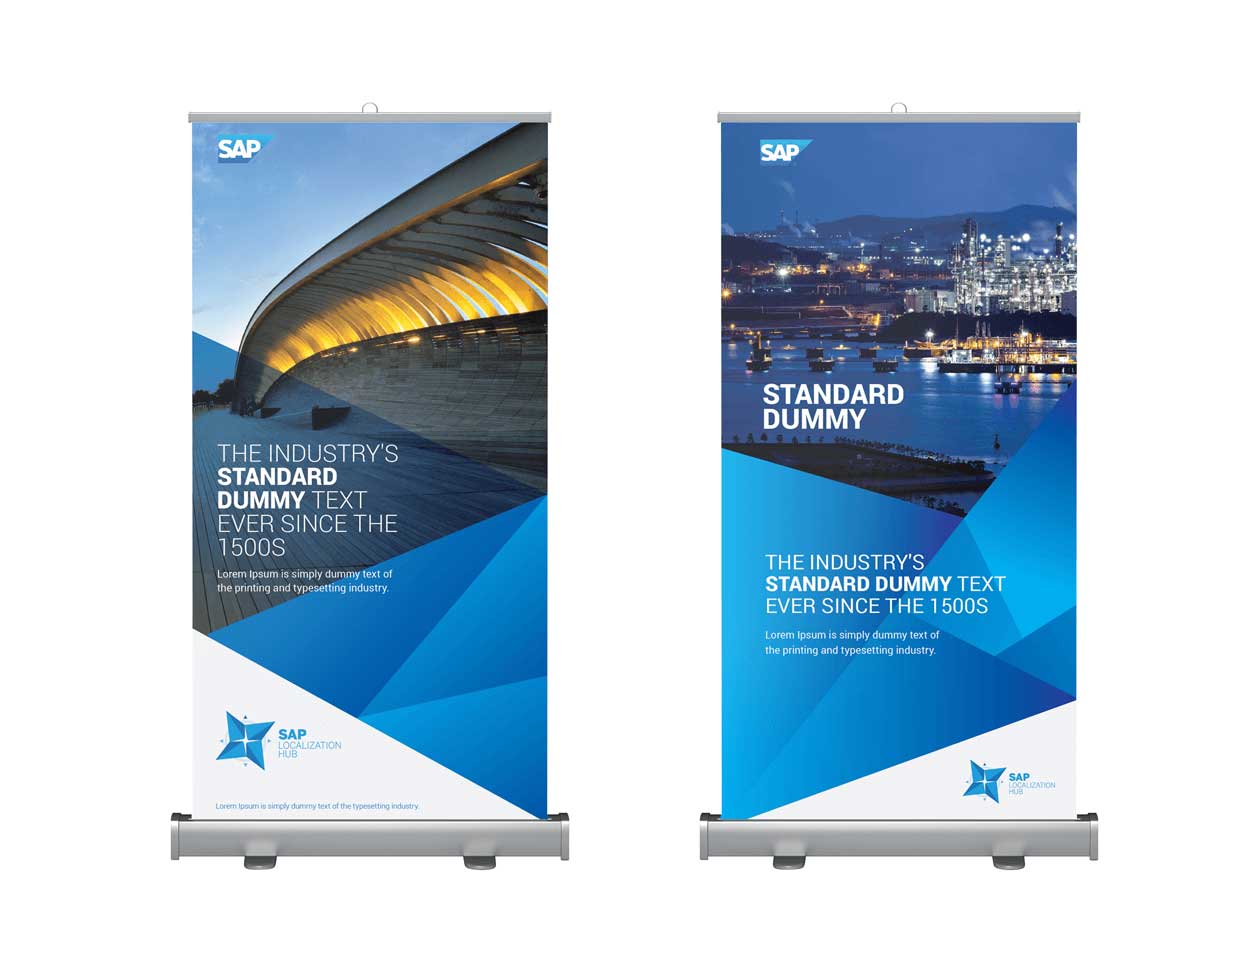 SAP
THE INDUSTRY'S
STANDARD
DUMMY TEXT
EVER SINCE THE
1500S
Lorem Ipsum is simply dummy text of
the printing and typesetting industry.
SAP
LOCALIZATION
HUB
Lorem Ipsum is simply dummy text of the typesetting industry.
SAP
STANDARD
DUMMY
THE INDUSTRY'S
STANDARD DUMMY TEXT
EVER SINCE THE 1500S
Lorem Ipsum is simply dummy text of
the printing and typesetting industry.
SAP
LOCALIZATION
HUB